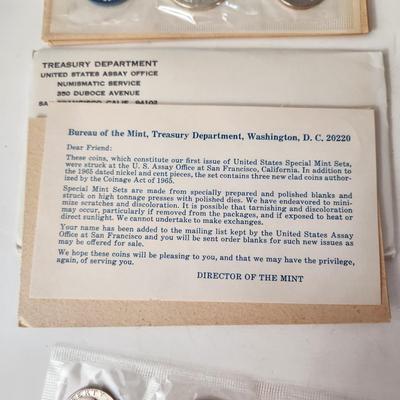 TREASURY DEPARTMENT
UNITED STATES ASSAY OFFICE
NUMISMATIC SERVICE
350 DUBOCE AVENUE
SAN FRANCISCO, CALIF. 94102
Bureau of the Mint, Treasury Department, Washington, D. C. 20220
Dear Friend:
These coins, which constitute our first issue of United States Special Mint Sets,
were struck at the U. S. Assay Office at San Francisco, California. In addition to
the 1965 dated nickel and cent pieces, the set contains three new clad coins author-
ized by the Coinage Act of 1965.
Special Mint Sets are made from specially prepared and polished blanks and
struck on high tonnage presses with polished dies. We have endeavored to mini-
mize scratches and discoloration. It is possible that tarnishing and discoloration
may occur, particularly if removed from the packages, and if exposed to heat or
direct sunlight. We cannot undertake to make exchanges.
Your name has been added to the mailing list kept by the United States Assay
Office at San Francisco and you will be sent order blanks for such new issues as
may be offered for sale.
We hope these coins will be pleasing to you, and that we may have the privilege,
again, of serving you.
DIRECTOR OF THE MINT